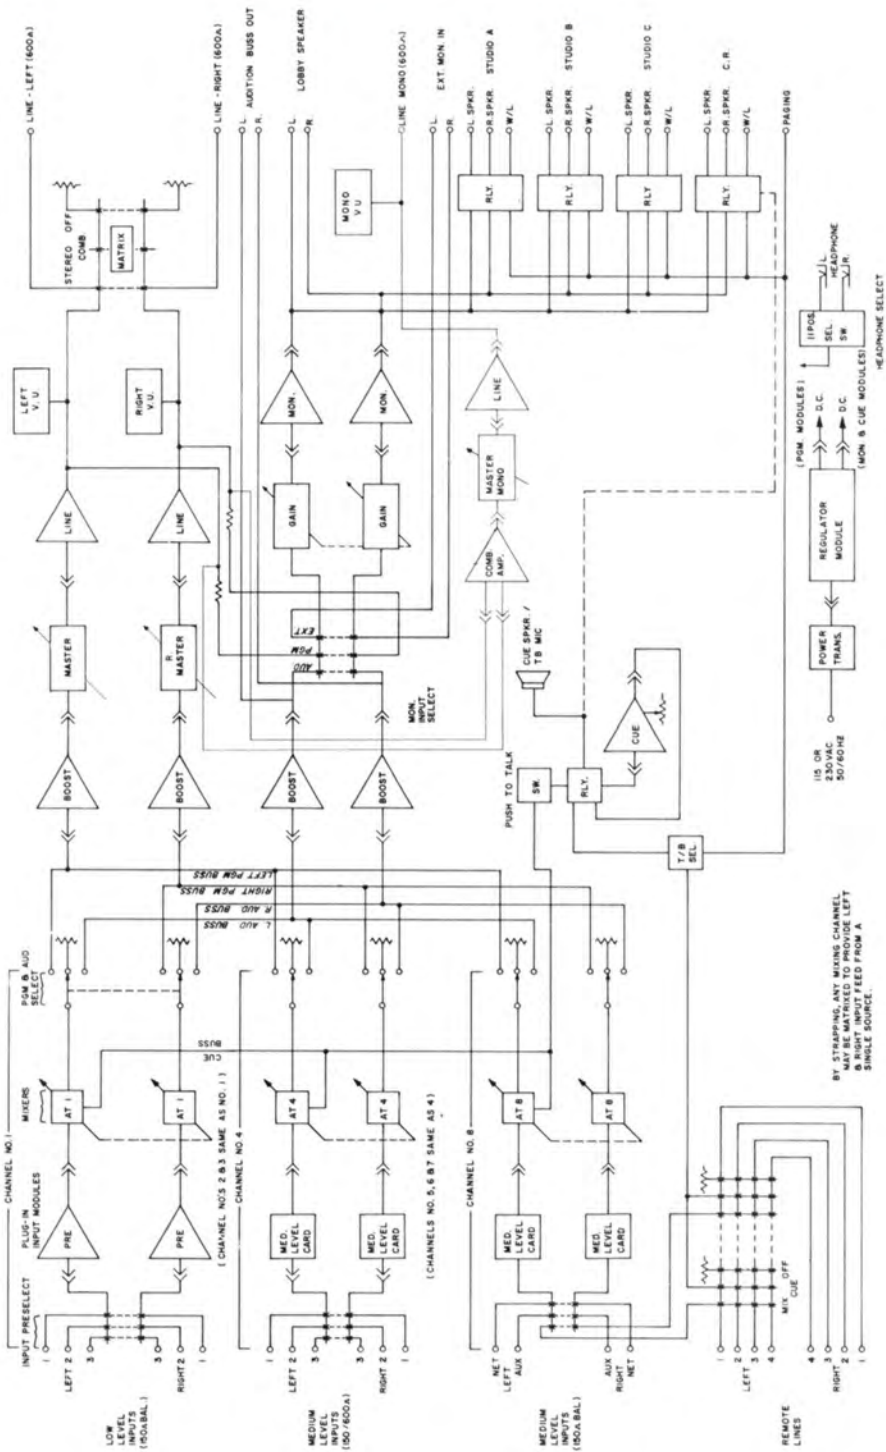 CHANNEL NO. 1
INPUT PRESELECT
PLUG-IN
INPUT MODULES
MIXERS
PGM & AUD.
SELECT
LOW
LEVEL
INPUTS
(150Ω BAL.)
1
LEFT 2
3
3
RIGHT 2
1
PRE
PRE
AT 1
AT 1
(CHANNEL NO'S 2 & 3 SAME AS NO. 1)
CUE
BUSS
CHANNEL NO. 4
MEDIUM
LEVEL
INPUTS
(150/600Ω)
1
LEFT 2
3
3
RIGHT 2
1
MED.
LEVEL
CARD
MED.
LEVEL
CARD
AT 4
AT 4
(CHANNELS NO. 5, 6 & 7 SAME AS 4)
CHANNEL NO. 8
MEDIUM
LEVEL
INPUTS
(150Ω BAL)
NET
LEFT
AUX
AUX
RIGHT
NET
MED.
LEVEL
CARD
MED.
LEVEL
CARD
AT 8
AT 8
REMOTE
LINES
LEFT
1
2
3
4
4
3
RIGHT
2
1
MIX
CUE
OFF
BY STRAPPING, ANY MIXING CHANNEL
MAY BE MATRIXED TO PROVIDE LEFT
& RIGHT INPUT FEED FROM A
SINGLE SOURCE.
LEFT PGM BUSS
RIGHT PGM BUSS
R AUD BUSS
L AUD BUSS
BOOST
BOOST
BOOST
BOOST
MASTER
R
MASTER
LINE
LINE
LEFT
V.U.
RIGHT
V.U.
STEREO
COMB.
OFF
MATRIX
LINE-LEFT (600Ω)
LINE-RIGHT (600Ω)
L
AUDITION BUSS OUT
R.
MON.
INPUT
SELECT
AUD
PGM
EXT
GAIN
GAIN
MON.
MON.
L
LOBBY SPEAKER
R
MONO
V.U.
LINE MONO (600Ω)
L.
EXT. MON. IN
R.
COMB.
AMP.
MASTER
MONO
LINE
L. SPKR.
R. SPKR. STUDIO A
W/L
RLY.
L. SPKR.
R. SPKR. STUDIO B
W/L
RLY.
L. SPKR.
R. SPKR. STUDIO C
W/L
RLY
L. SPKR.
R. SPKR. C.R.
W/L
RLY.
PAGING
PUSH TO TALK
SW.
CUE SPKR. /
TB MIC
RLY.
CUE
T/B
SEL.
115 OR
230VAC
50/60 HZ
POWER
TRANS.
REGULATOR
MODULE
(PGM. MODULES)
D.C.
D.C.
(MON & CUE MODULES)
11 POS.
SEL.
SW.
L.
HEADPHONE
R.
HEADPHONE SELECT